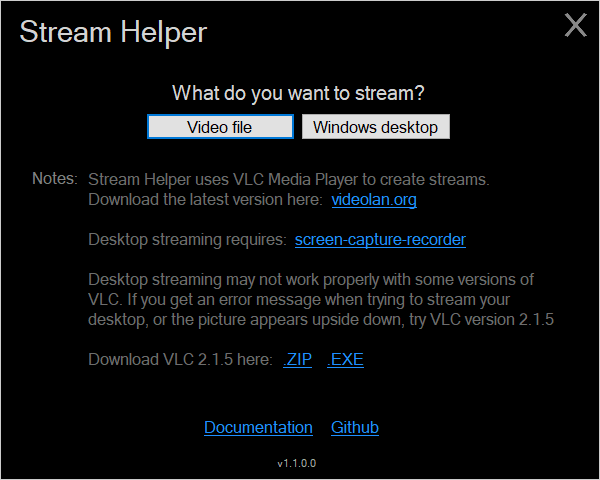 Stream Helper
What do you want to stream?
Video file
Windows desktop
Notes: Stream Helper uses VLC Media Player to create streams.
Download the latest version here: videolan.org
Desktop streaming requires: screen-capture-recorder
Desktop streaming may not work properly with some versions of
VLC. If you get an error message when trying to stream your
desktop, or the picture appears upside down, try VLC version 2.1.5
Download VLC 2.1.5 here: .ZIP .EXE
Documentation Github
v1.1.0.0